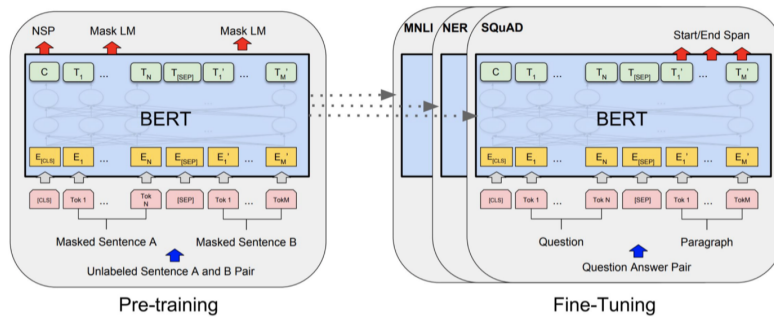 NSP Mask LM Mask LM
C T1 ... TN T[SEP] T1' ... TM'
BERT
E[CLS] E1 ... EN E[SEP] E1' ... EM'
[CLS] Tok 1 ... Tok N [SEP] Tok 1 ... TokM
Masked Sentence A Masked Sentence B
Unlabeled Sentence A and B Pair
Pre-training
MNLI NER SQuAD
Start/End Span
C T1 ... TN T[SEP] T1' ... TM'
BERT
E[CLS] E1 ... EN E[SEP] E1' ... EM'
[CLS] Tok 1 ... Tok N [SEP] Tok 1 ... TokM
Question Paragraph
Question Answer Pair
Fine-Tuning